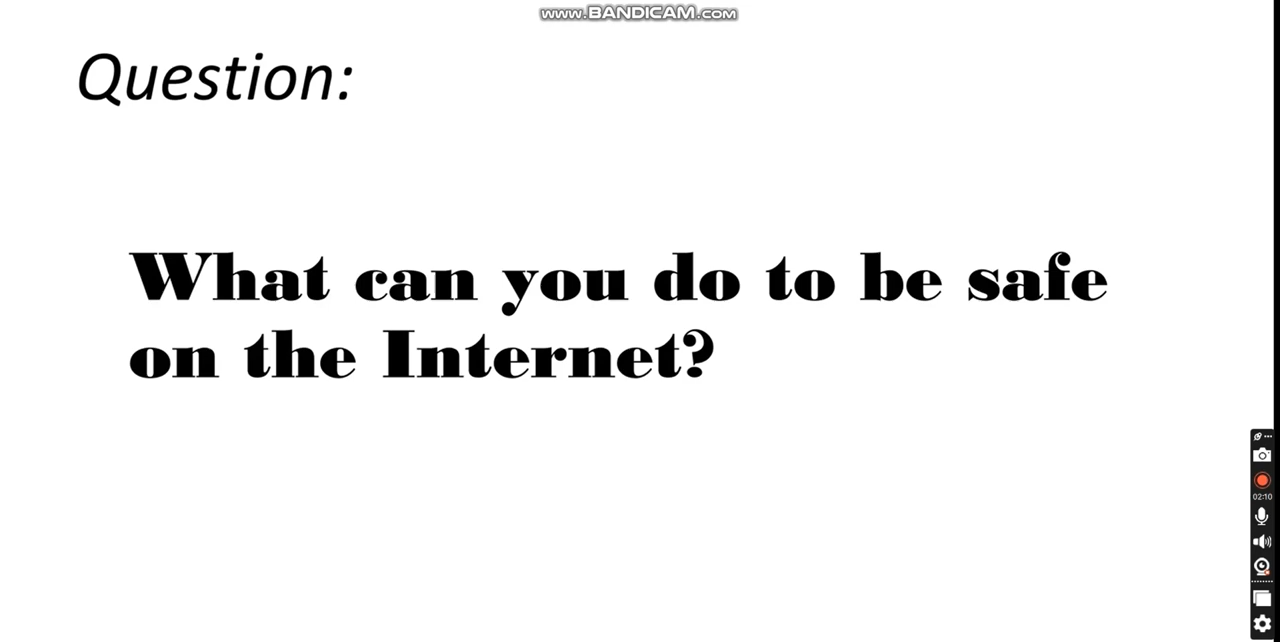 www.BANDICAM.com
Question:
What can you do to be safe
on the Internet?
02:10